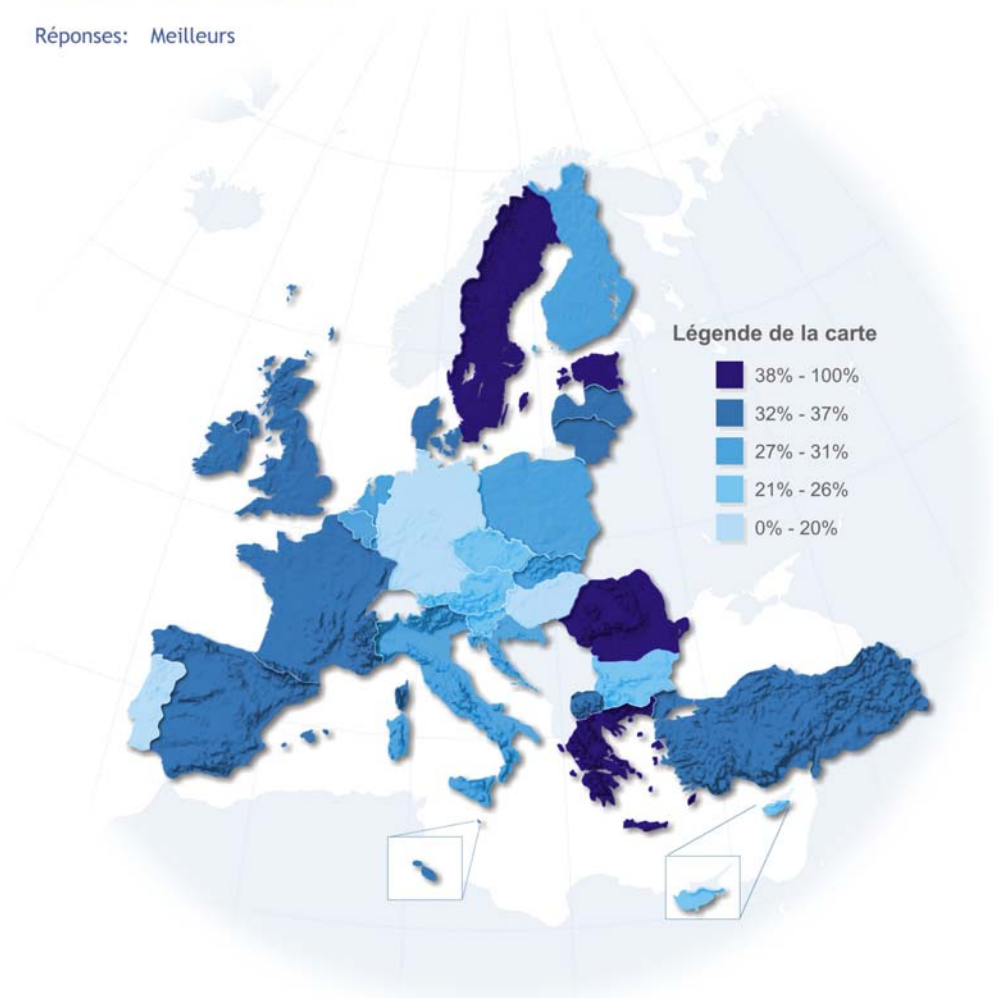 Réponses: Meilleurs
Légende de la carte
38% - 100%
32% - 37%
27% - 31%
21% - 26%
0% - 20%